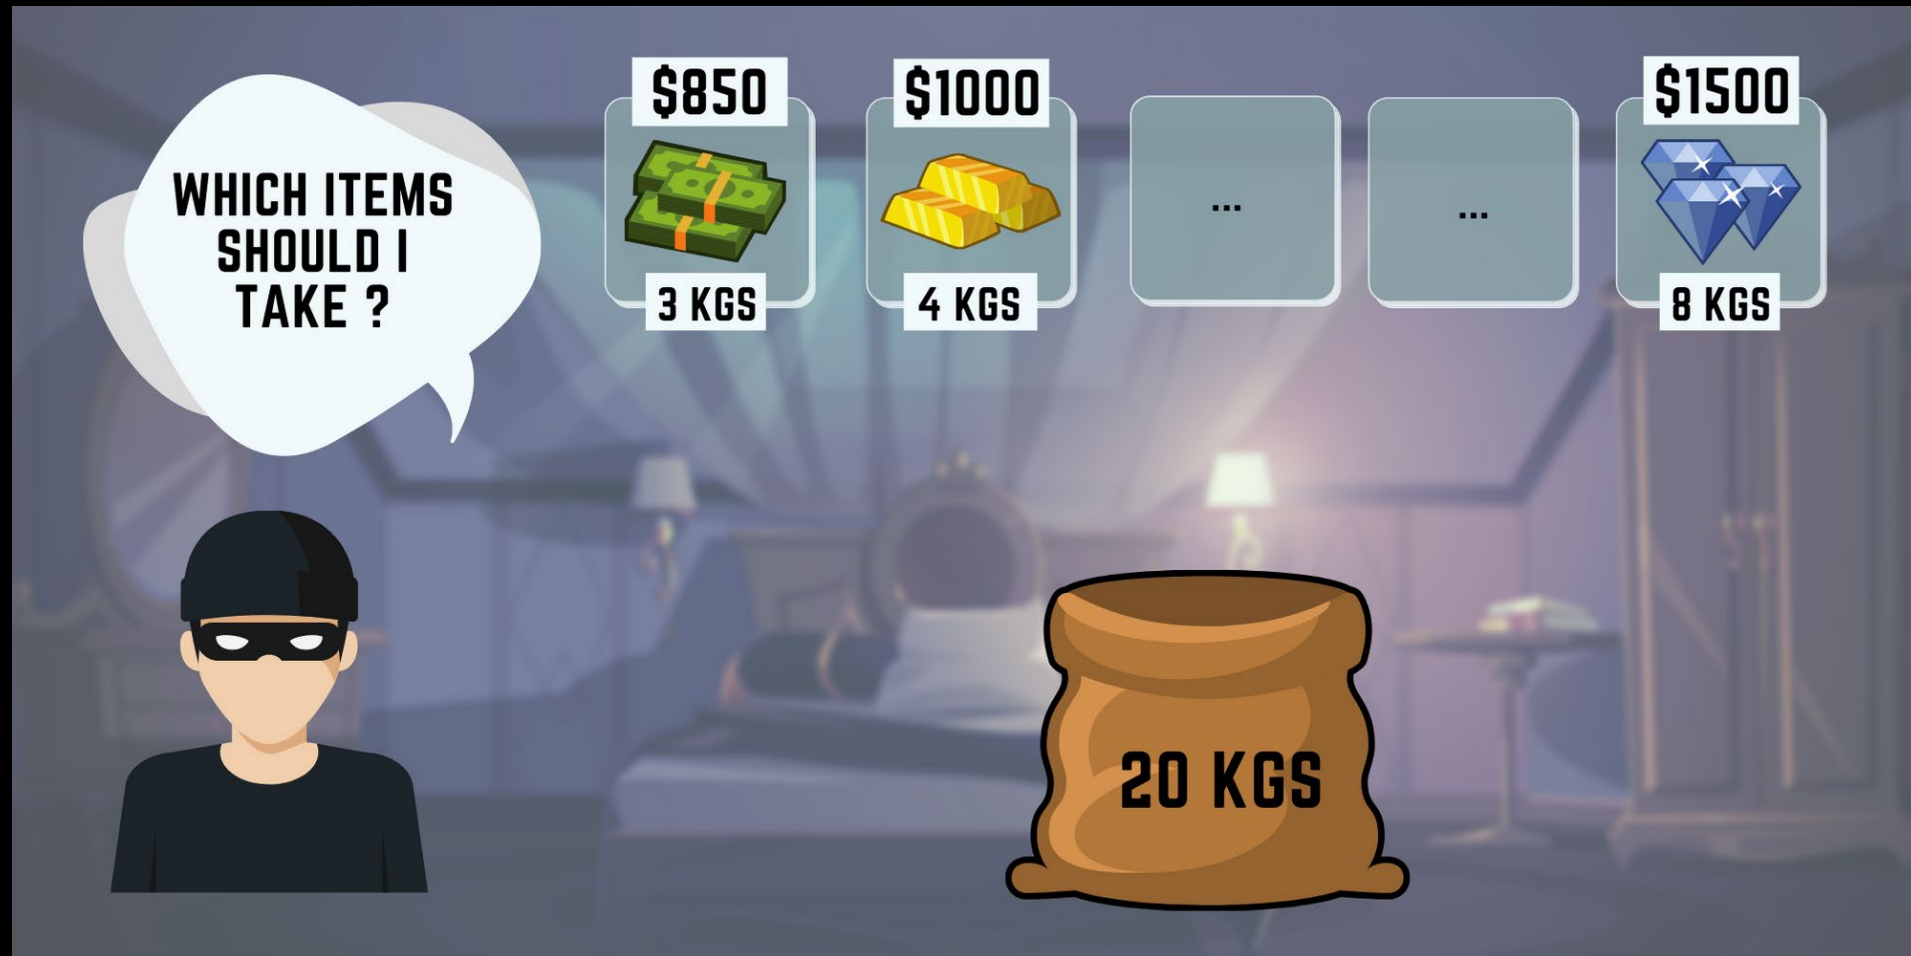 WHICH ITEMS
SHOULD I
TAKE ?
$850
$1000
$1500
...
...
3 KGS
4 KGS
8 KGS
20 KGS